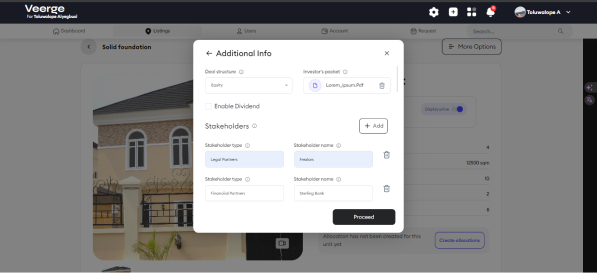 Veerge
For Toluwalope Aiyegbusi
Toluwalope A
Dashboard
Listings
Users
Account
Request
Search...
Solid foundation
More Options
Additional Info
Deal structure
Investor's packet
Equity
Lorem_Ipsum.Pdf
Enable Dividend
Stakeholders
+ Add
Stakeholder type
Stakeholder name
Legal Partners
Stakeholder type
Stakeholder name
Financial Partners
Sterling Bank
Proceed
4
10500 sqm
10
2
8
Allocation has not been created for this
unit yet
Create allocations